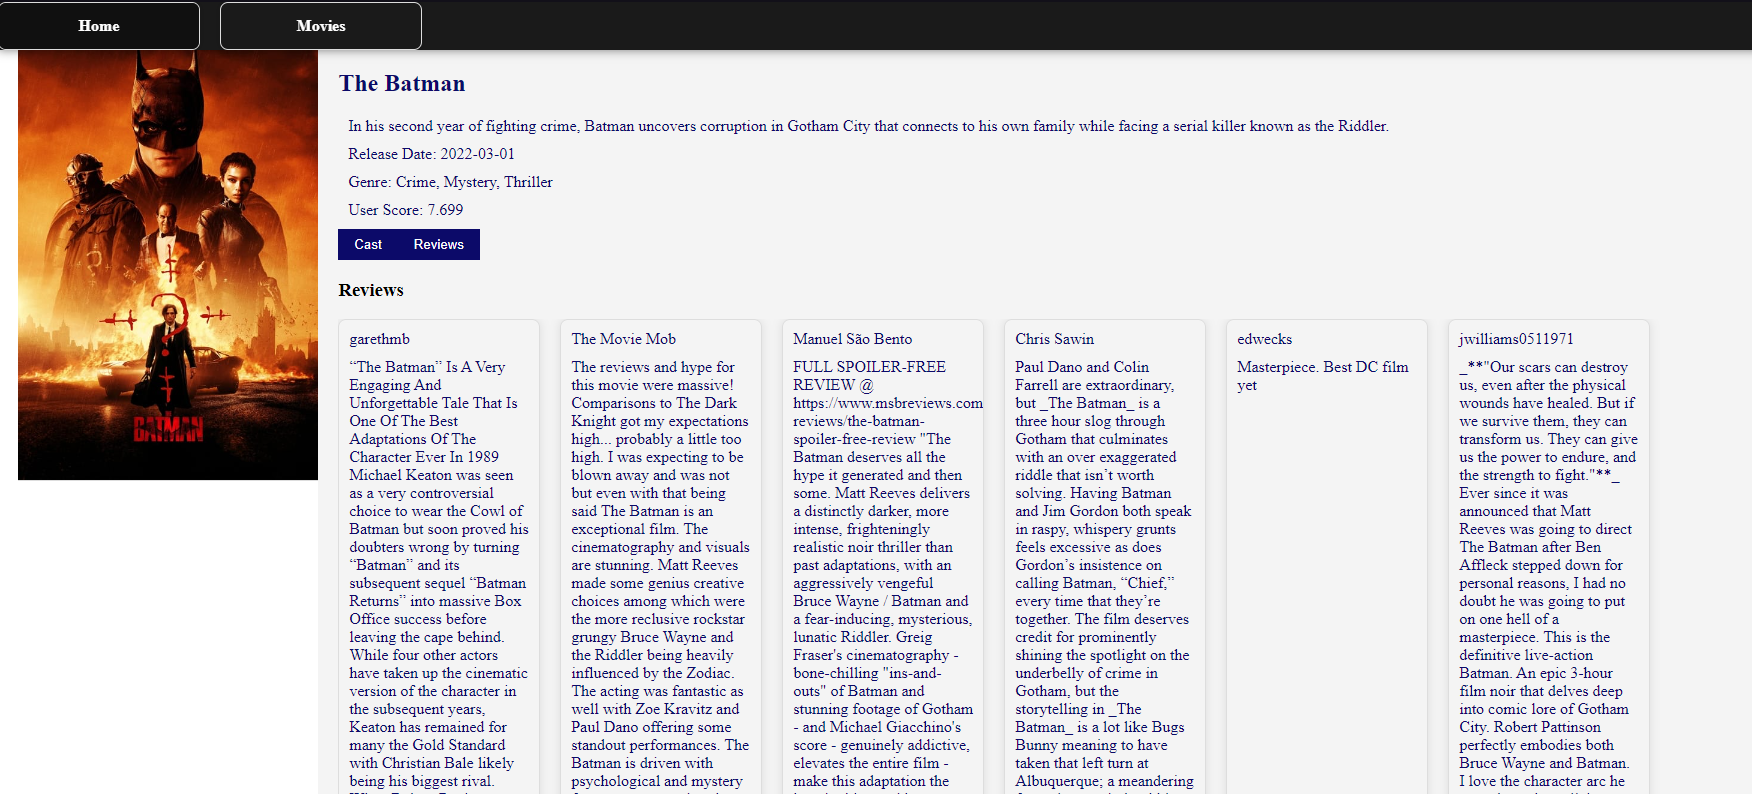 Home
Movies
BATMAN
The Batman
In his second year of fighting crime, Batman uncovers corruption in Gotham City that connects to his own family while facing a serial killer known as the Riddler.
Release Date: 2022-03-01
Genre: Crime, Mystery, Thriller
User Score: 7.699
Cast
Reviews
Reviews
garethmb
“The Batman” Is A Very
Engaging And
Unforgettable Tale That Is
One Of The Best
Adaptations Of The
Character Ever In 1989
Michael Keaton was seen
as a very controversial
choice to wear the Cowl of
Batman but soon proved his
doubters wrong by turning
“Batman” and its
subsequent sequel “Batman
Returns” into massive Box
Office success before
leaving the cape behind.
While four other actors
have taken up the cinematic
version of the character in
the subsequent years,
Keaton has remained for
many the Gold Standard
with Christian Bale likely
being his biggest rival.
The Movie Mob
The reviews and hype for
this movie were massive!
Comparisons to The Dark
Knight got my expectations
high... probably a little too
high. I was expecting to be
blown away and was not
but even with that being
said The Batman is an
exceptional film. The
cinematography and visuals
are stunning. Matt Reeves
made some genius creative
choices among which were
the more reclusive rockstar
grungy Bruce Wayne and
the Riddler being heavily
influenced by the Zodiac.
The acting was fantastic as
well with Zoe Kravitz and
Paul Dano offering some
standout performances. The
Batman is driven with
psychological and mystery
Manuel São Bento
FULL SPOILER-FREE
REVIEW @
https://www.msbreviews.com
reviews/the-batman-
spoiler-free-review "The
Batman deserves all the
hype it generated and then
some. Matt Reeves delivers
a distinctly darker, more
intense, frighteningly
realistic noir thriller than
past adaptations, with an
aggressively vengeful
Bruce Wayne / Batman and
a fear-inducing, mysterious,
lunatic Riddler. Greig
Fraser's cinematography -
bone-chilling "ins-and-
outs" of Batman and
stunning footage of Gotham
- and Michael Giacchino's
score - genuinely addictive,
elevates the entire film -
make this adaptation the
Chris Sawin
Paul Dano and Colin
Farrell are extraordinary,
but _The Batman_ is a
three hour slog through
Gotham that culminates
with an over exaggerated
riddle that isn’t worth
solving. Having Batman
and Jim Gordon both speak
in raspy, whispery grunts
feels excessive as does
Gordon’s insistence on
calling Batman, “Chief,”
every time that they’re
together. The film deserves
credit for prominently
shining the spotlight on the
underbelly of crime in
Gotham, but the
storytelling in _The
Batman_ is a lot like Bugs
Bunny meaning to have
taken that left turn at
Albuquerque; a meandering
edwecks
Masterpiece. Best DC film
yet
jwilliams0511971
_**"Our scars can destroy
us, even after the physical
wounds have healed. But if
we survive them, they can
transform us. They can give
us the power to endure, and
the strength to fight."**_
Ever since it was
announced that Matt
Reeves was going to direct
The Batman after Ben
Affleck stepped down for
personal reasons, I had no
doubt he was going to put
on one hell of a
masterpiece. This is the
definitive live-action
Batman. An epic 3-hour
film noir that delves deep
into comic lore of Gotham
City. Robert Pattinson
perfectly embodies both
Bruce Wayne and Batman.
I love the character arc he